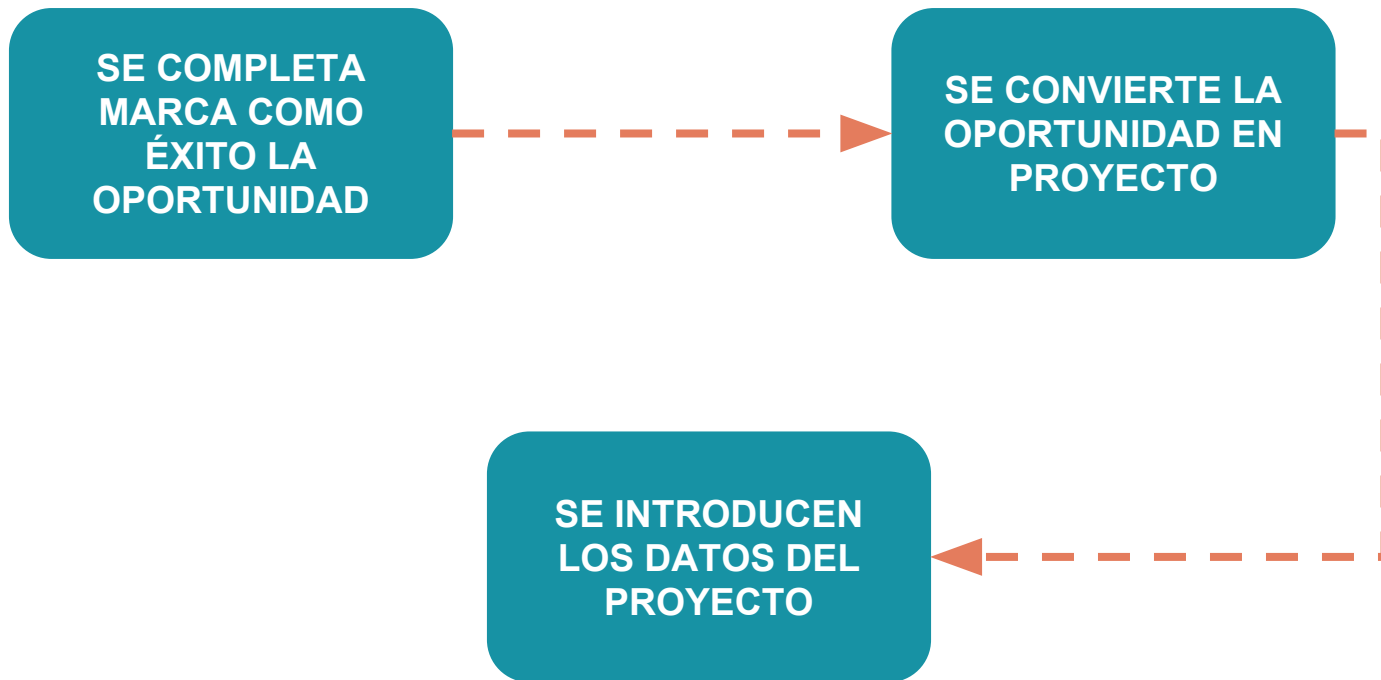 SE COMPLETA
MARCA COMO
ÉXITO LA
OPORTUNIDAD
SE CONVIERTE LA
OPORTUNIDAD EN
PROYECTO
SE INTRODUCEN
LOS DATOS DEL
PROYECTO